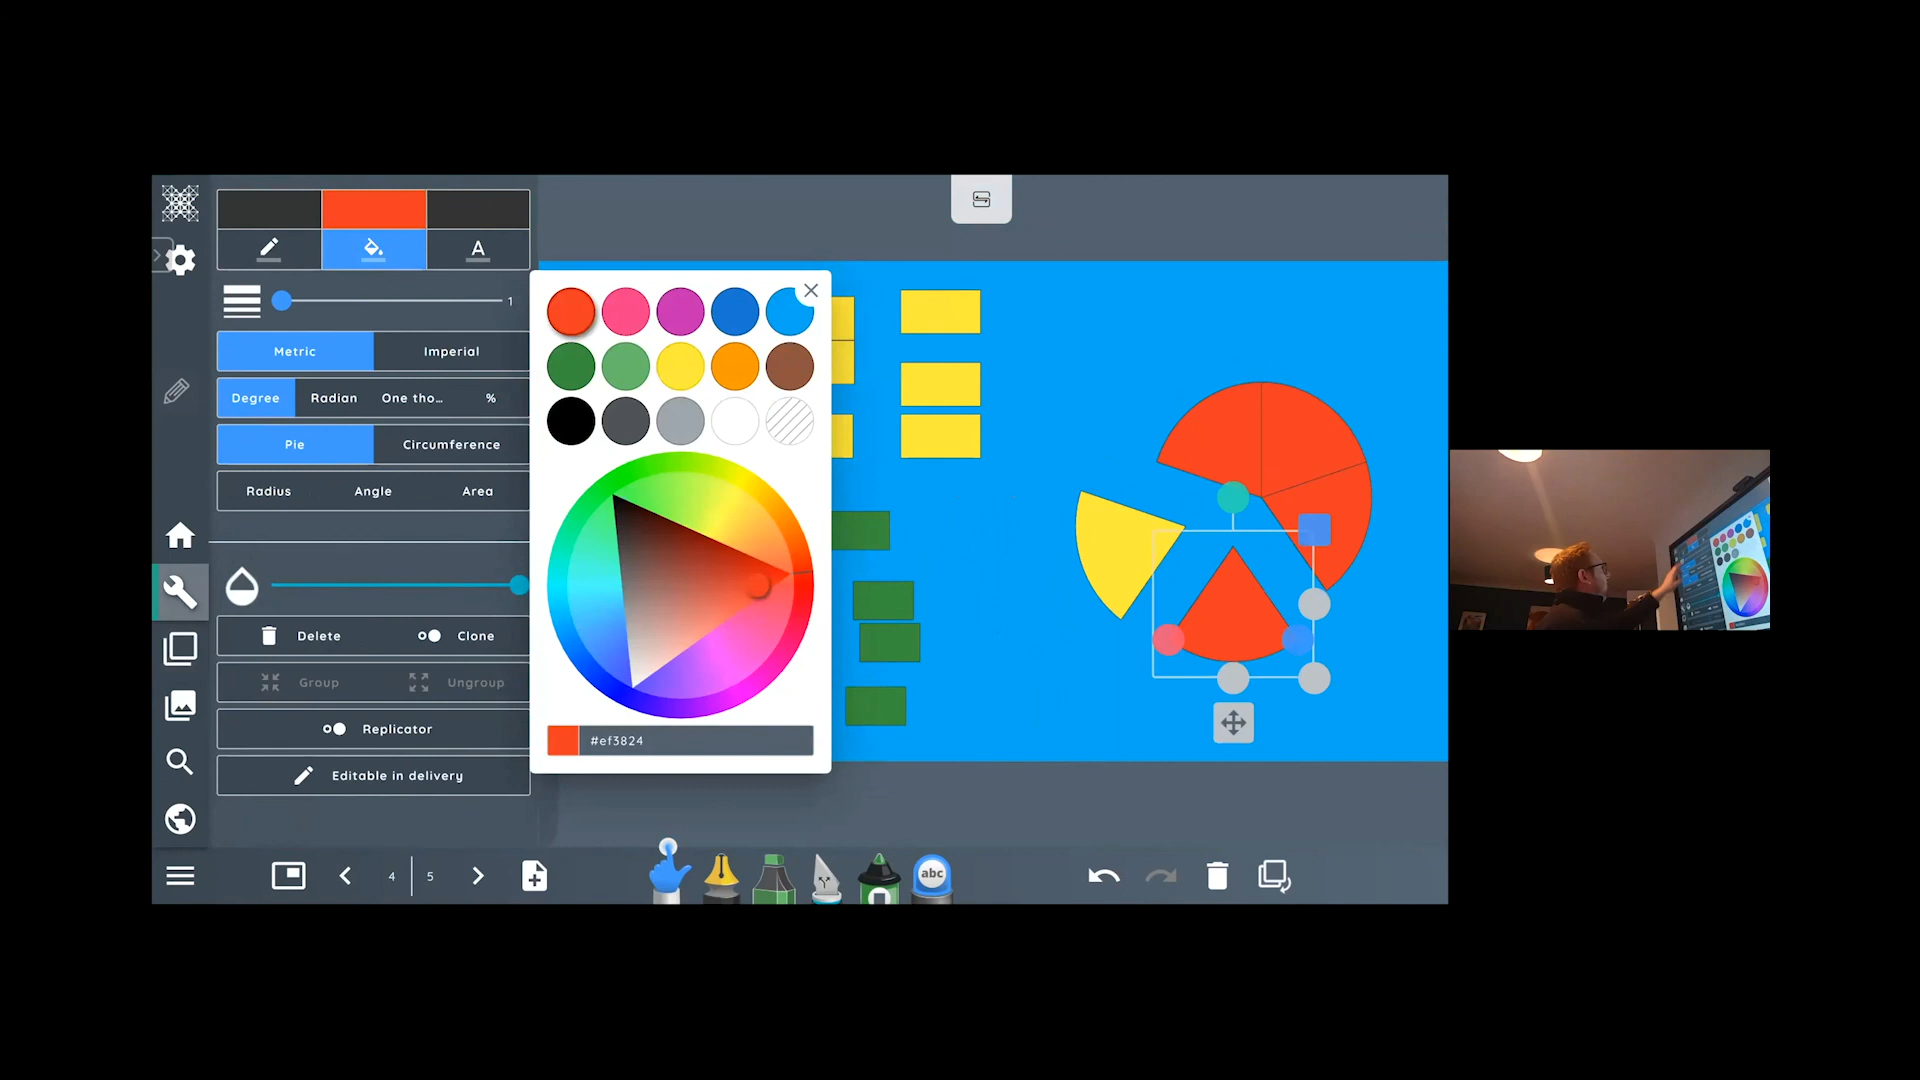 A
1
Metric Imperial
Degree Radian One tho... %
Pie Circumference
Radius Angle Area
Delete Clone
Group Ungroup
Replicator
#ef3824
Editable in delivery
4 5
abc